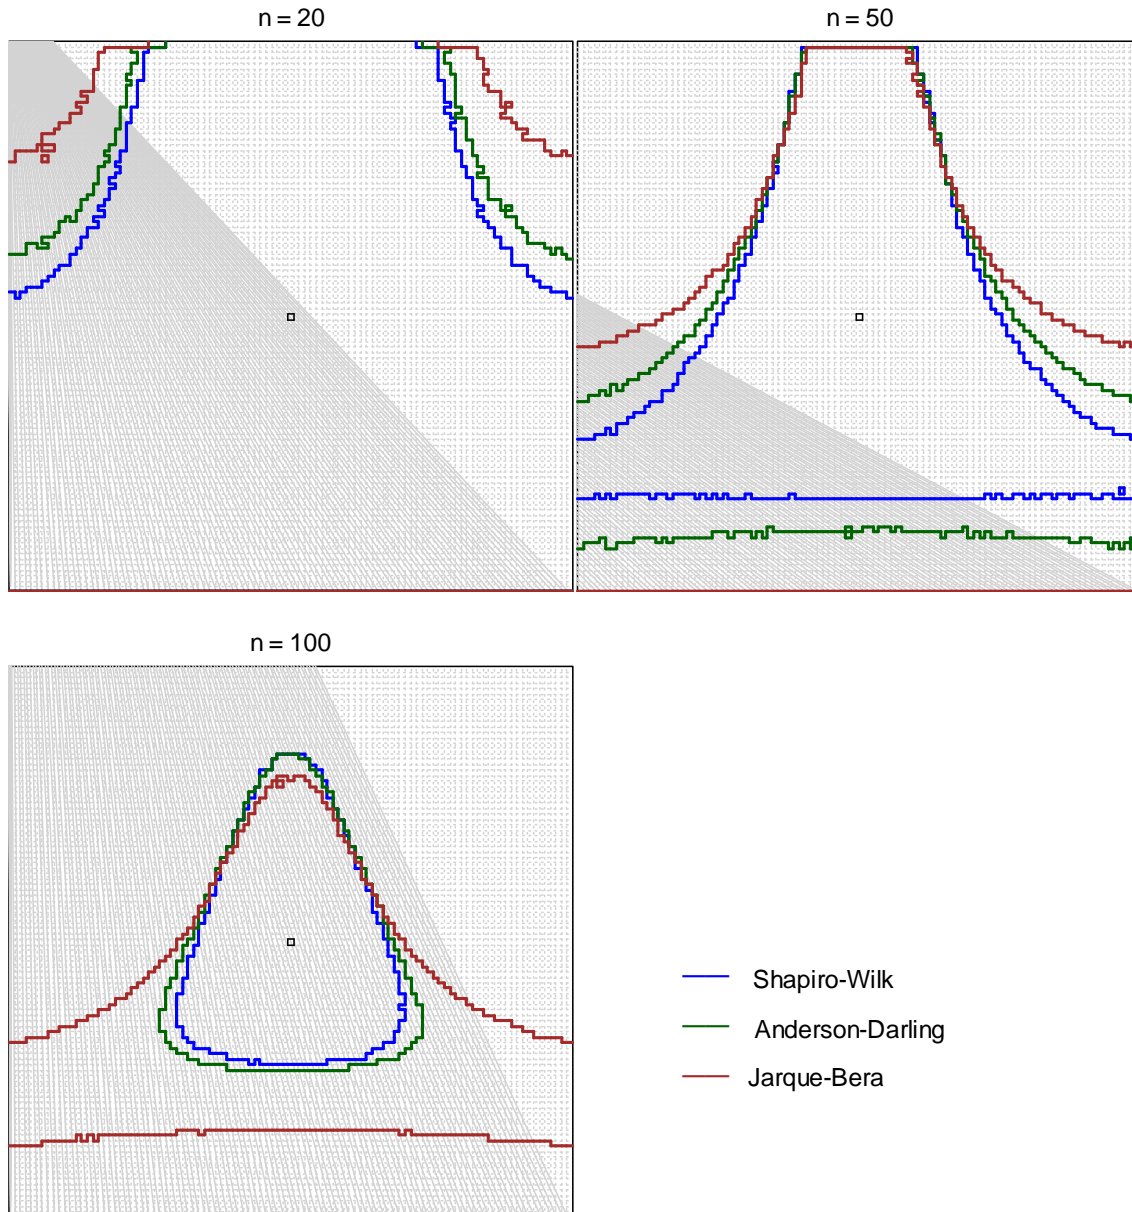 n = 20
n = 50
n = 100
Shapiro-Wilk
Anderson-Darling
Jarque-Bera